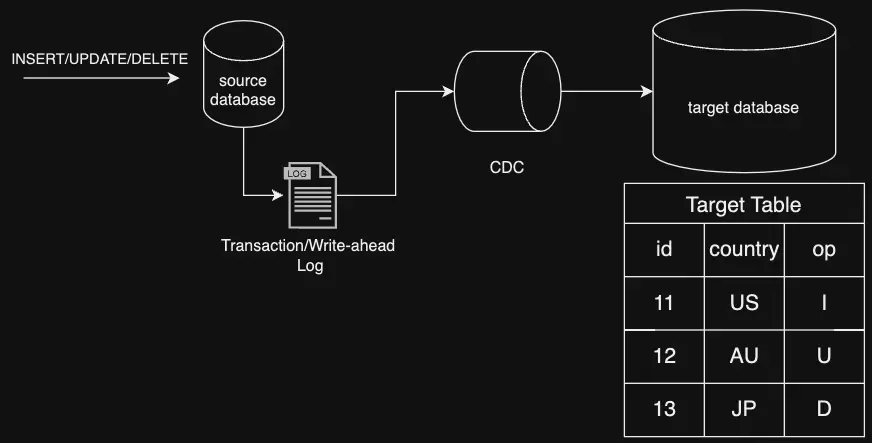 INSERT/UPDATE/DELETE
source
database
LOG
Transaction/Write-ahead
Log
CDC
target database
Target Table
id country op
11 US I
12 AU U
13 JP D